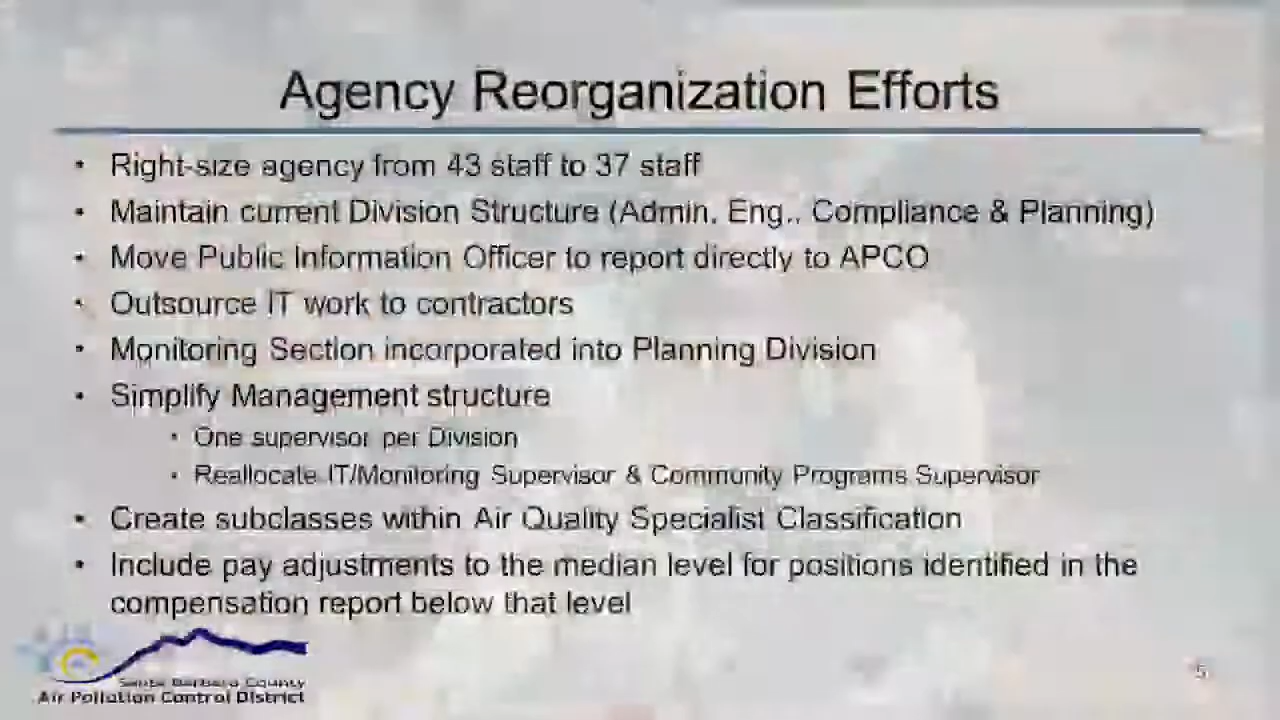 Agency Reorganization Efforts
• Right-size agency from 43 staff to 37 staff
• Maintain current Division Structure (Admin, Eng., Compliance & Planning)
• Move Public Information Officer to report directly to APCO
• Outsource IT work to contractors
• Monitoring Section incorporated into Planning Division
• Simplify Management structure
• One supervisor per Division
• Reallocate IT/Monitoring Supervisor & Community Programs Supervisor
• Create subclasses within Air Quality Specialist Classification
• Include pay adjustments to the median level for positions identified in the
compensation report below that level
Santa Barbara County
Air Pollution Control District
5